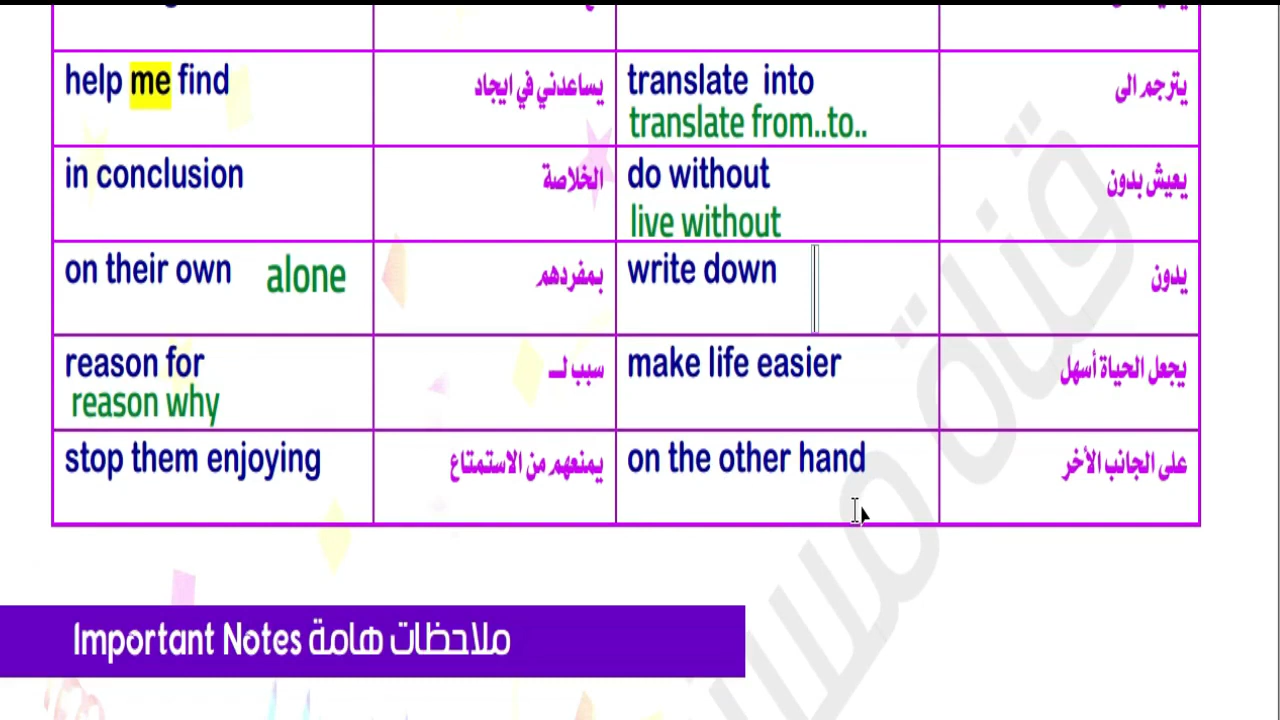 help me find
يساعدني في ايجاد
translate into
translate from..to..
يترجم الى
in conclusion
الخلاصة
do without
live without
يعيش بدون
on their own alone
بمفردهم
write down
يدون
reason for
reason why
سبب لــ
make life easier
يجعل الحياة أسهل
stop them enjoying
يمنعهم من الاستمتاع
on the other hand
على الجانب الأخر
Important Notes ملاحظات هامة